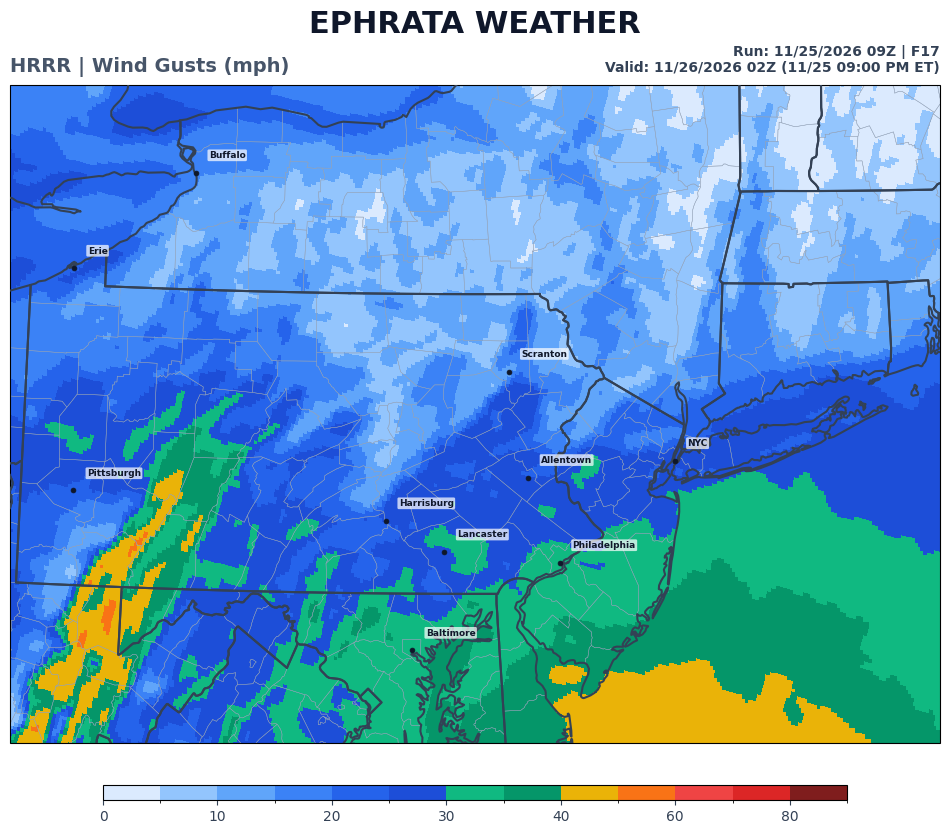 EPHRATA WEATHER
HRRR | Wind Gusts (mph)
Run: 11/25/2026 09Z | F17
Valid: 11/26/2026 02Z (11/25 09:00 PM ET)
Buffalo
Erie
Scranton
NYC
Allentown
Pittsburgh
Harrisburg
Lancaster
Philadelphia
Baltimore
0 10 20 30 40 50 60 70 80